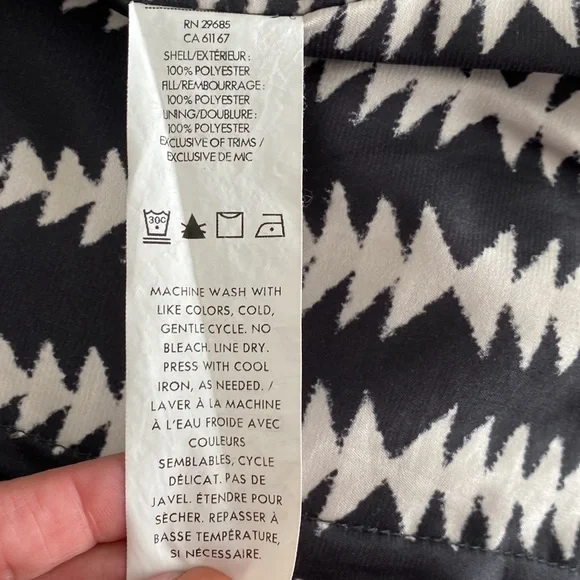 RN 29685
CA 61167
SHELL/EXTÉRIEUR:
100% POLYESTER
FILL/REMBOURRAGE:
100% POLYESTER
LINING/DOUBLURE:
100% POLYESTER
EXCLUSIVE OF TRIMS /
EXCLUSIVE DE MIC
30C
MACHINE WASH WITH
LIKE COLORS, COLD,
GENTLE CYCLE. NO
BLEACH. LINE DRY.
PRESS WITH COOL
IRON, AS NEEDED. /
LAVER À LA MACHINE
À L'EAU FROIDE AVEC
COULEURS
SEMBLABLES, CYCLE
DÉLICAT. PAS DE
JAVEL. ÉTENDRE POUR
SÈCHER. REPASSER À
BASSE TEMPÉRATURE,
SI NÉCESSAIRE.